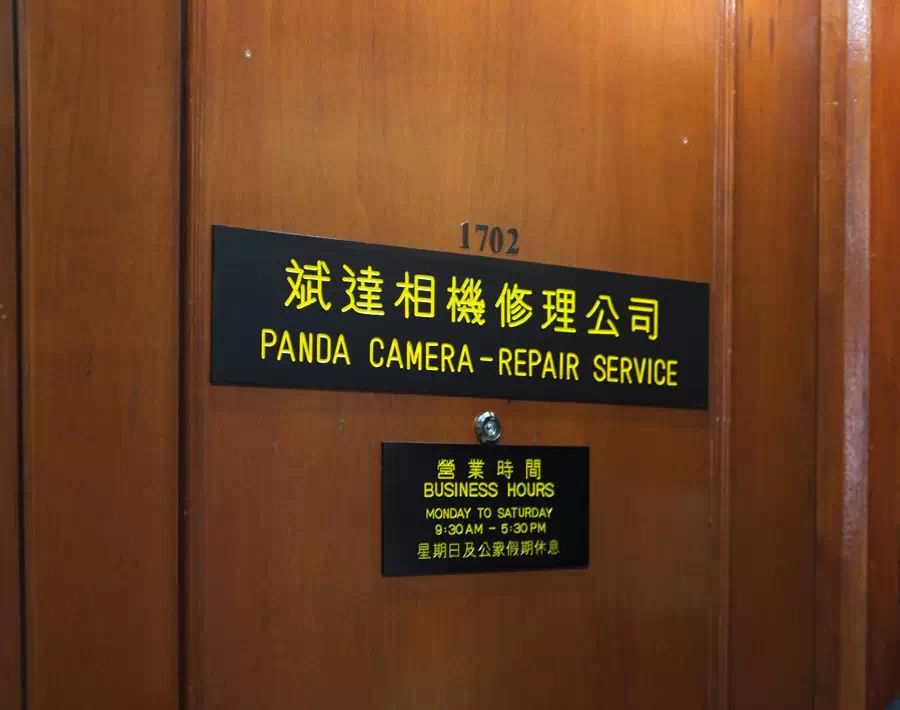 1702
斌達相機修理公司
PANDA CAMERA-REPAIR SERVICE
營業時間
BUSINESS HOURS
MONDAY TO SATURDAY
9:30AM - 5:30PM
星期日及公眾假期休息